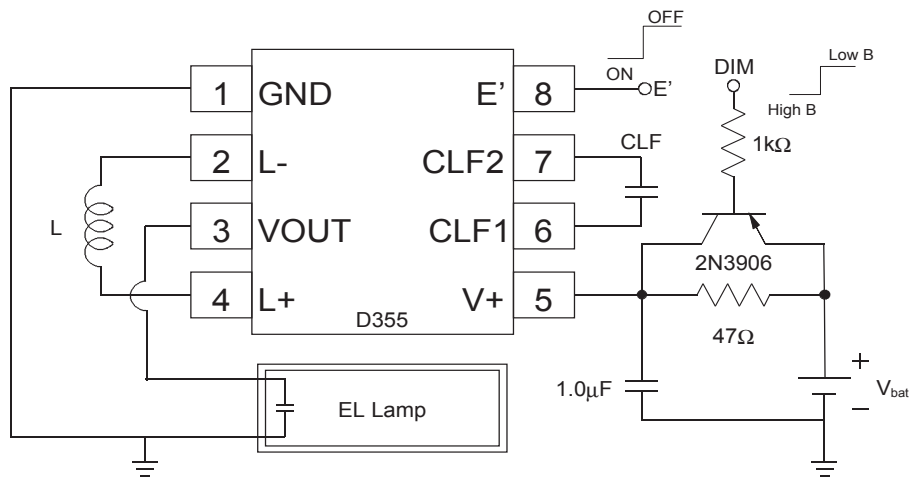 OFF
ON
E’
DIM
Low B
High B
1kΩ
1
GND
E’
8
2
L-
CLF2
7
CLF
L
3
VOUT
CLF1
6
2N3906
4
L+
V+
5
D355
47Ω
EL Lamp
1.0μF
+
Vbat
−